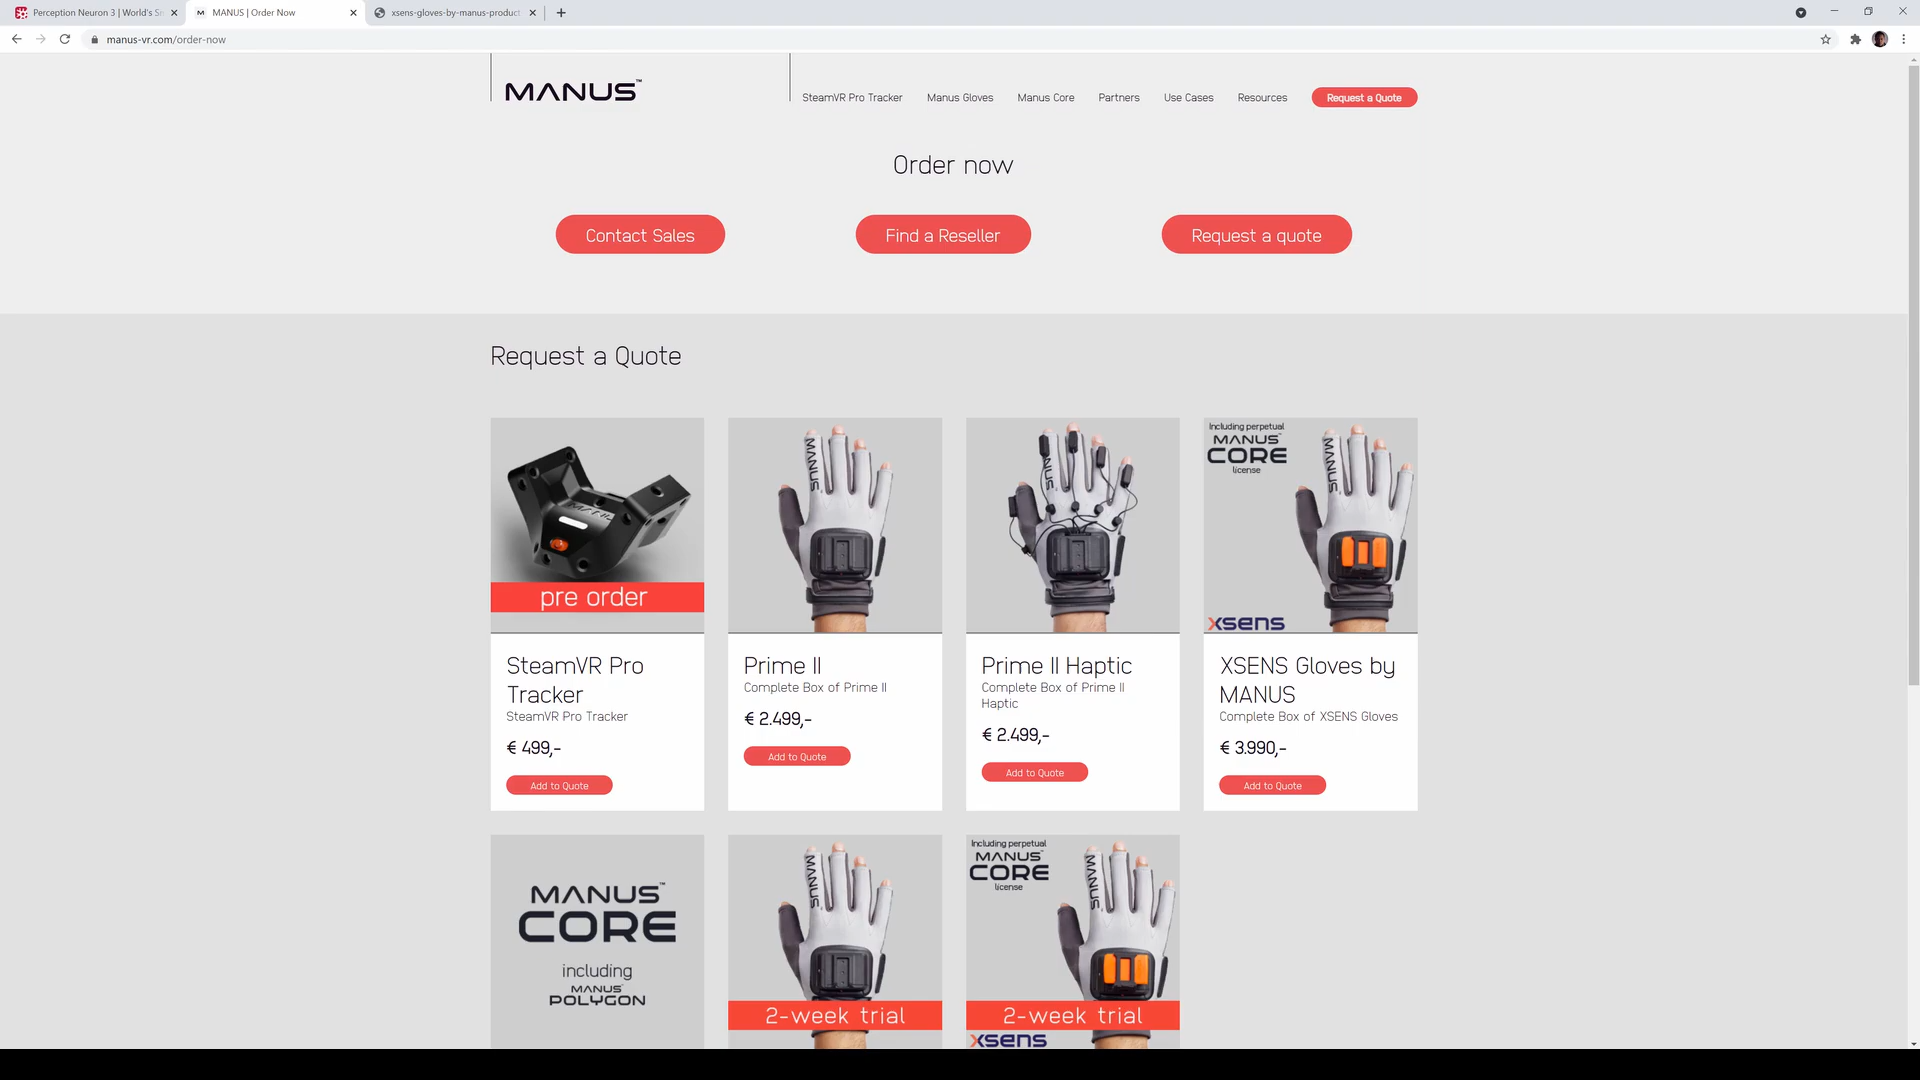 Perception Neuron 3 | World's Sm
MANUS | Order Now
xsens-gloves-by-manus-product
manus-vr.com/order-now
MANUS™
SteamVR Pro Tracker
Manus Gloves
Manus Core
Partners
Use Cases
Resources
Request a Quote
Order now
Contact Sales
Find a Reseller
Request a quote
Request a Quote
MANUS
pre order
SteamVR Pro
Tracker
SteamVR Pro Tracker
€ 499,-
Add to Quote
MANUS
Prime II
Complete Box of Prime II
€ 2.499,-
Add to Quote
MANUS
Prime II Haptic
Complete Box of Prime II
Haptic
€ 2.499,-
Add to Quote
Including perpetual
MANUS™
CORE
license
MANUS
xsens
XSENS Gloves by
MANUS
Complete Box of XSENS Gloves
€ 3.990,-
Add to Quote
MANUS™
CORE
including
MANUS™
POLYGON
MANUS
2-week trial
Including perpetual
MANUS™
CORE
license
MANUS
2-week trial
xsens